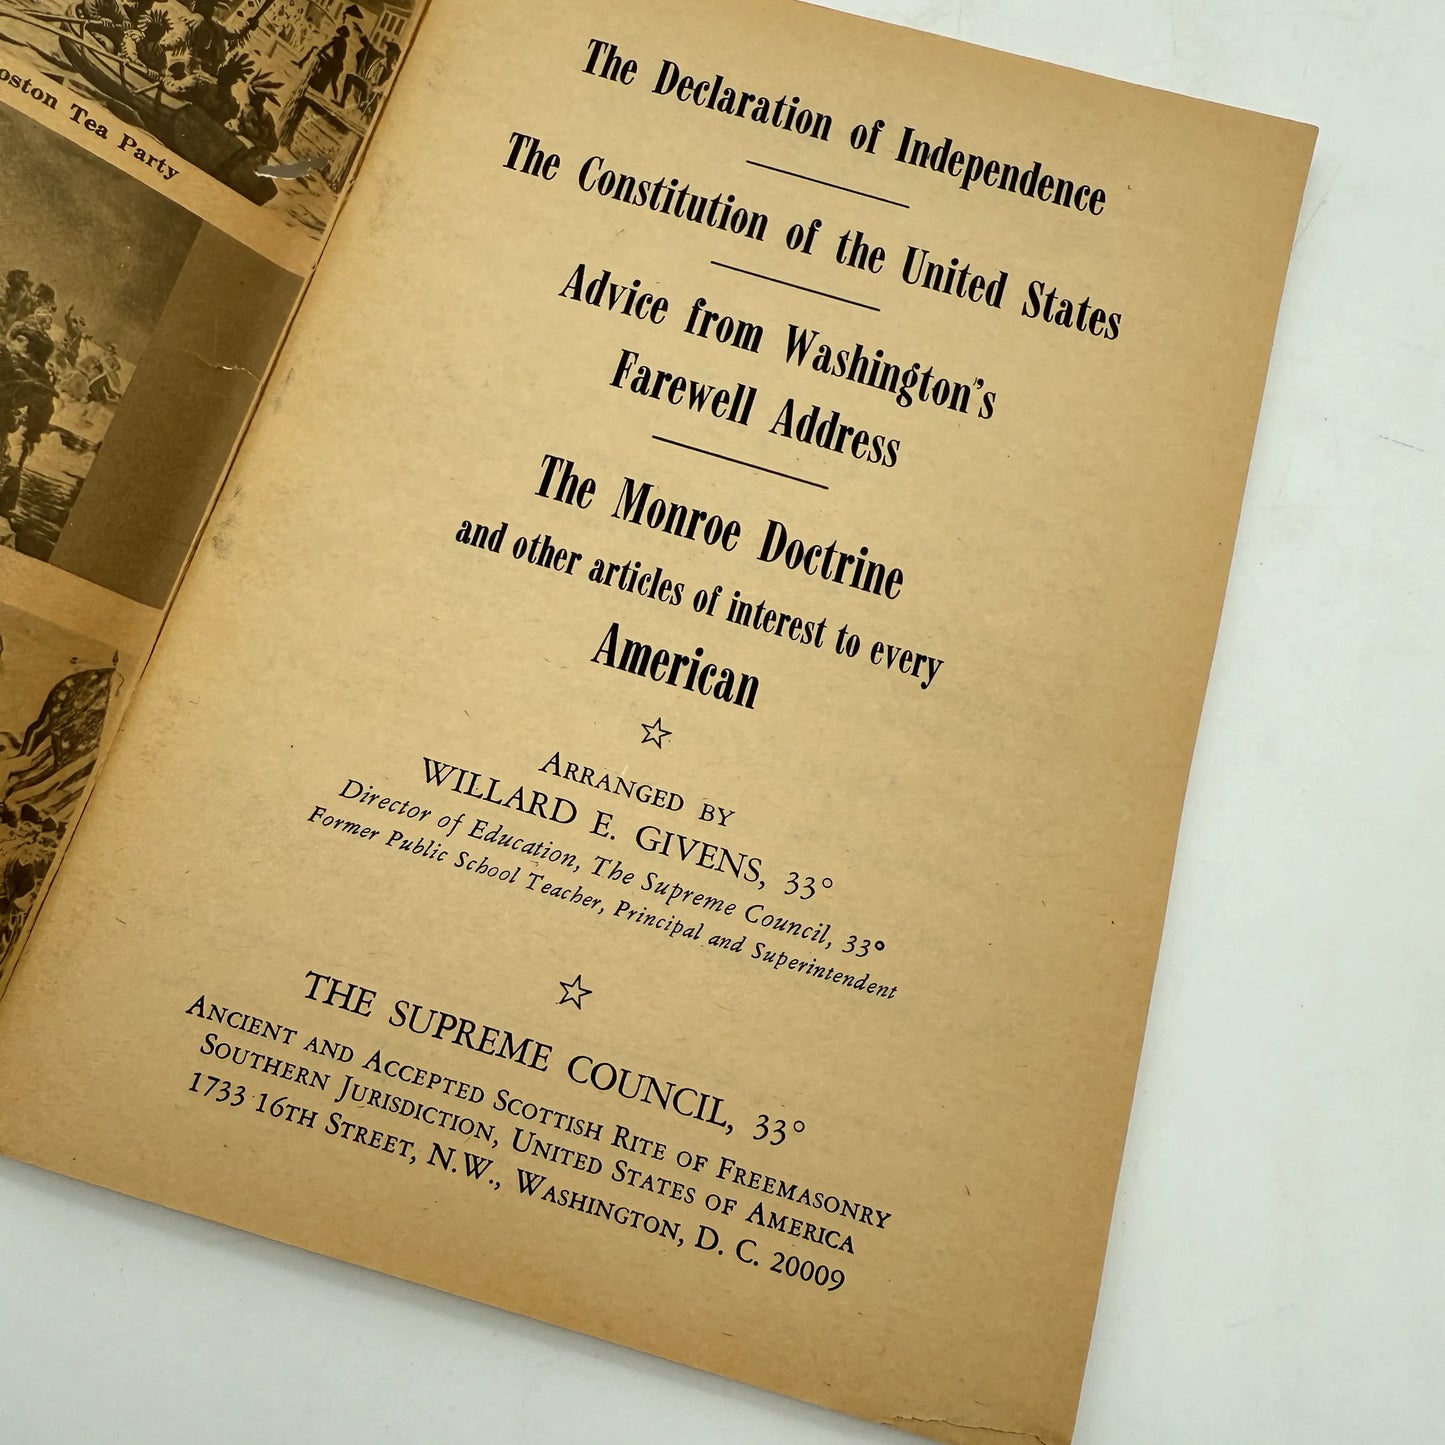 Tea Party
The Declaration of Independence
The Constitution of the United States
Advice from Washington's
Farewell Address
The Monroe Doctrine
and other articles of interest to every
American
ARRANGED BY
WILLARD E. GIVENS, 33°
Director of Education, The Supreme Council, 33°
Former Public School Teacher, Principal and Superintendent
THE SUPREME COUNCIL, 33°
ANCIENT AND ACCEPTED SCOTTISH RITE OF FREEMASONRY
SOUTHERN JURISDICTION, UNITED STATES OF AMERICA
1733 16TH STREET, N.W., WASHINGTON, D. C. 20009